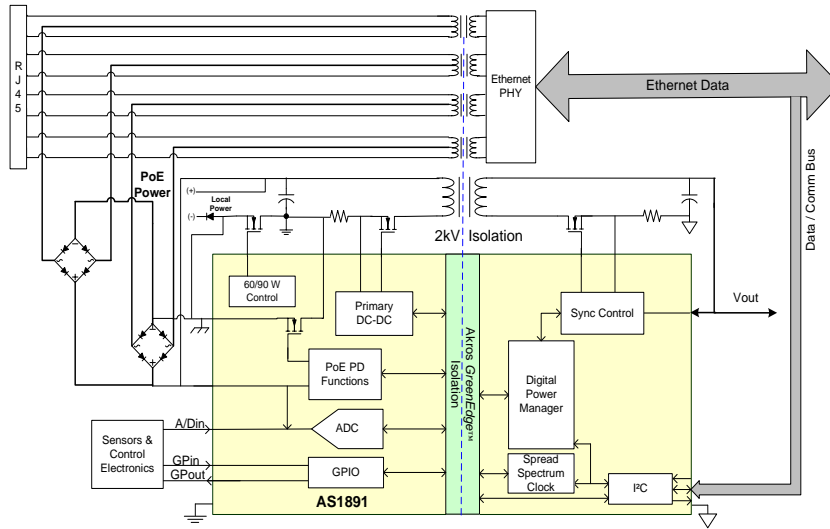 RJ45
Ethernet
PHY
Ethernet Data
Data / Comm Bus
PoE
Power
(+)
(-)
Local
Power
2kV Isolation
60/90 W
Control
Primary
DC-DC
Sync Control
Vout
Akros GreenEdge™
Isolation
PoE PD
Functions
Digital
Power
Manager
Sensors &
Control
Electronics
A/Din
ADC
GPin
GPout
GPIO
Spread
Spectrum
Clock
I²C
AS1891